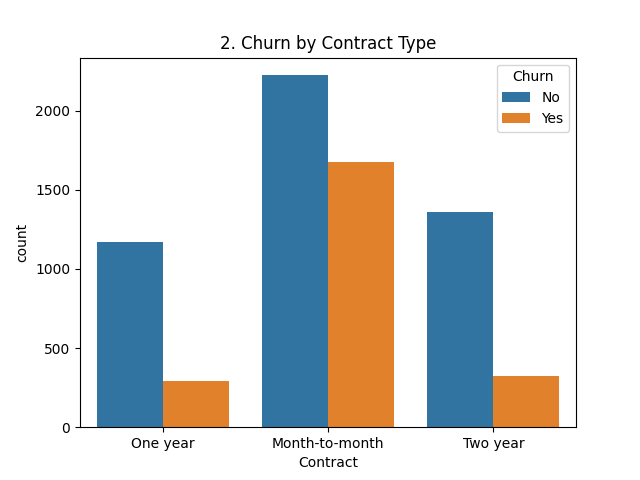 2. Churn by Contract Type
Churn
No
Yes
2000
1500
1000
500
0
count
One year
Month-to-month
Two year
Contract